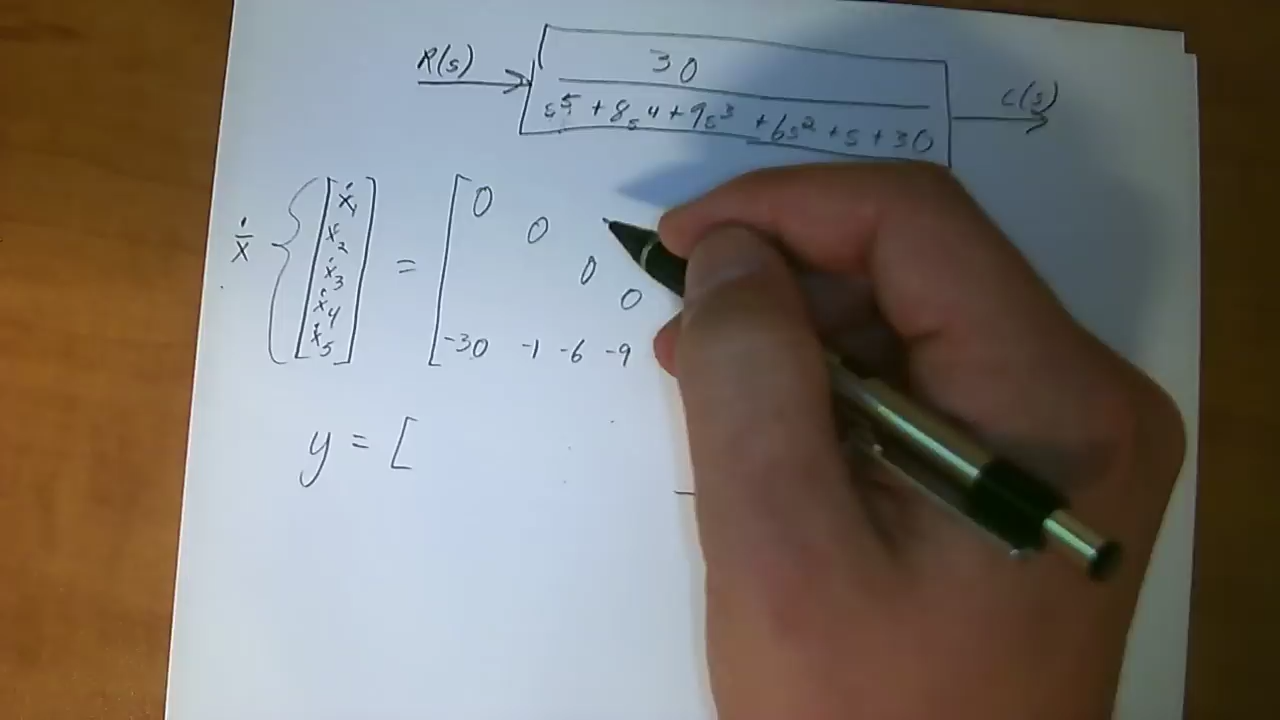 R(s) 30 C(s)
s⁵ + 8s⁴ + 9s³ + 6s² + s + 30
ẋ { [ẋ₁ ẋ₂ ẋ₃ ẋ₄ ẋ₅] = [ 0
0
0
0
-30 -1 -6 -9
y = [